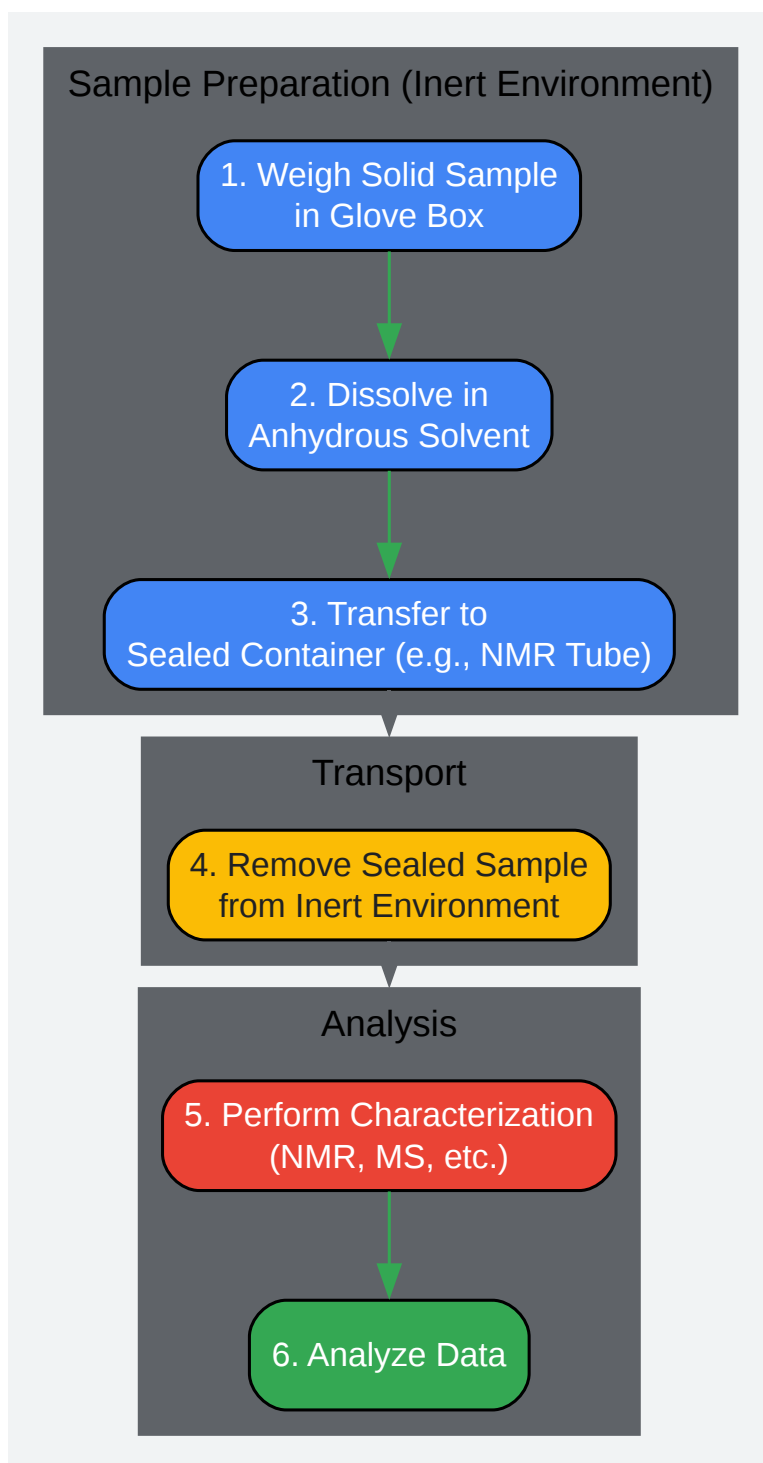 Sample Preparation (Inert Environment)
1. Weigh Solid Sample
in Glove Box
2. Dissolve in
Anhydrous Solvent
3. Transfer to
Sealed Container (e.g., NMR Tube)
Transport
4. Remove Sealed Sample
from Inert Environment
Analysis
5. Perform Characterization
(NMR, MS, etc.)
6. Analyze Data